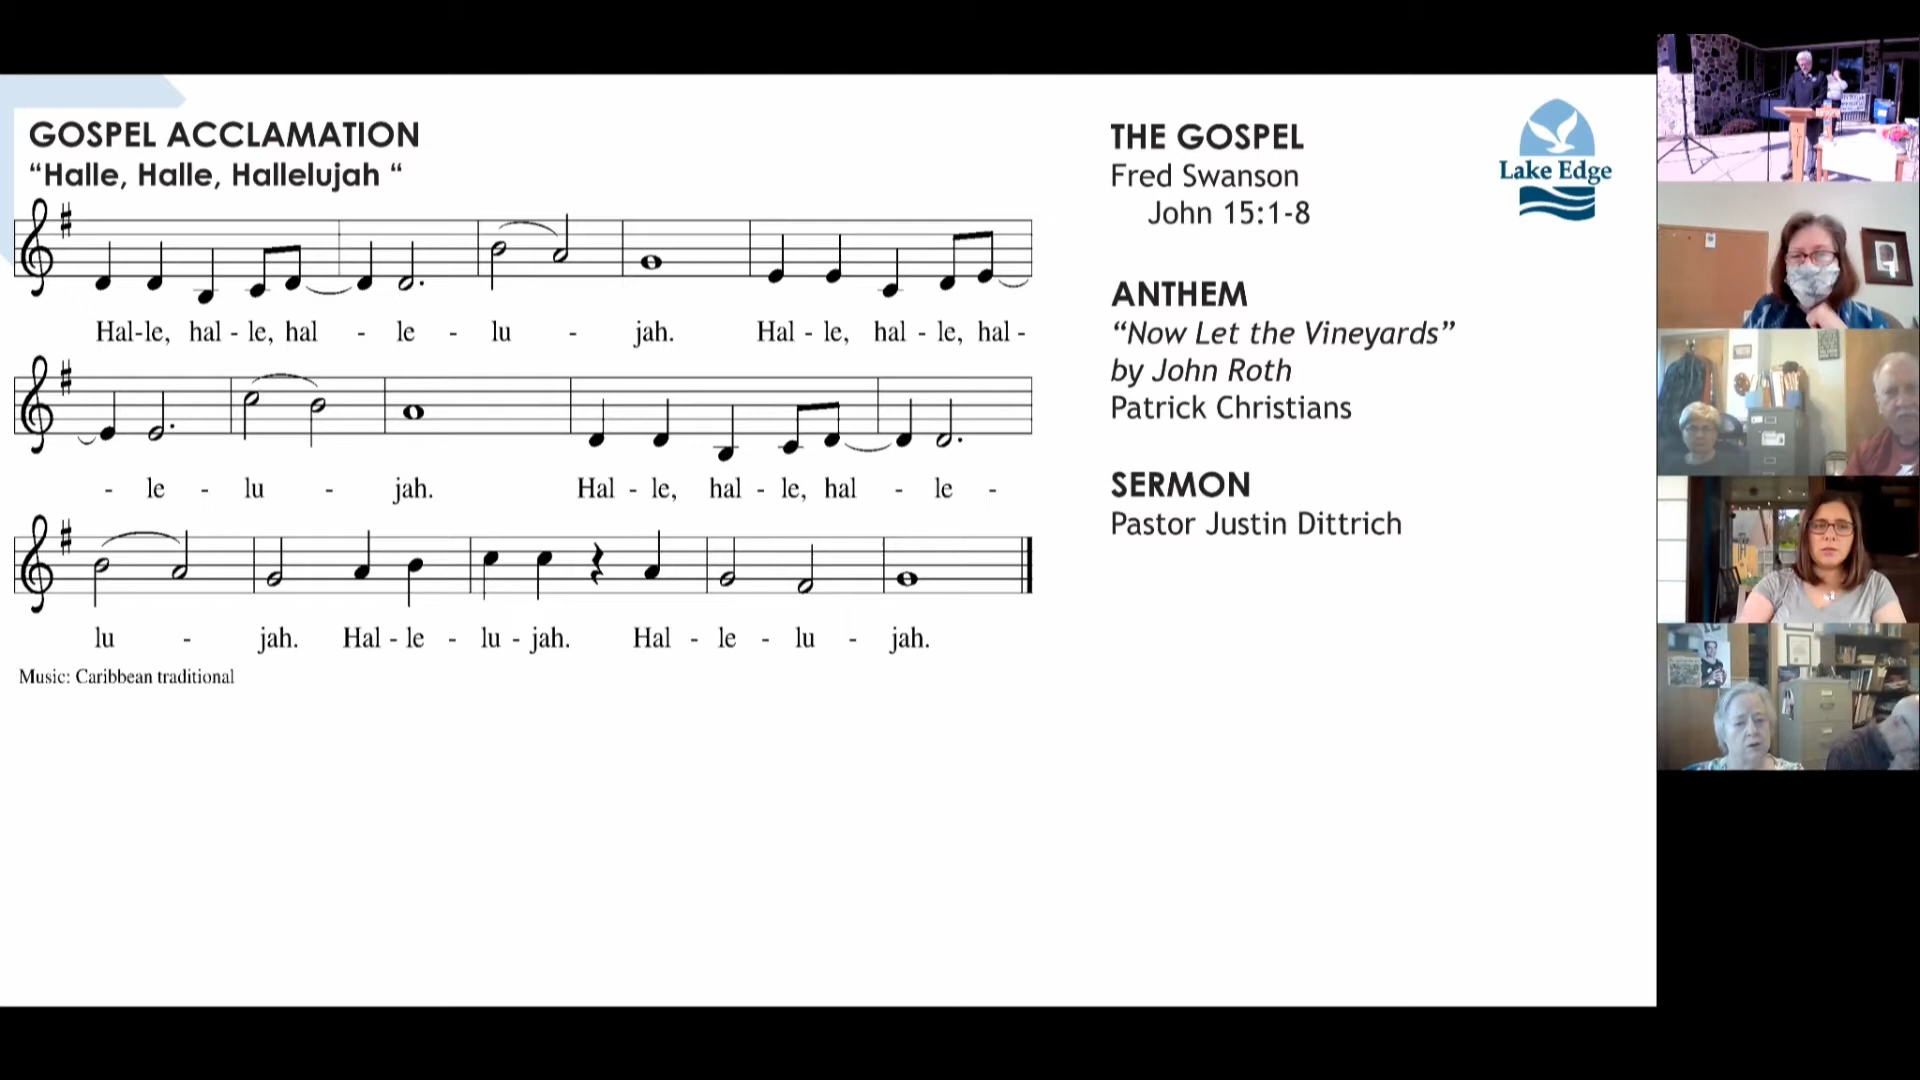 GOSPEL ACCLAMATION
“Halle, Halle, Hallelujah “
Hal-le, hal - le, hal - le - lu - jah. Hal - le, hal - le, hal -
- le - lu - jah. Hal - le, hal - le, hal - le -
lu - jah. Hal - le - lu - jah. Hal - le - lu - jah.
Music: Caribbean traditional
THE GOSPEL
Fred Swanson
John 15:1-8
ANTHEM
“Now Let the Vineyards”
by John Roth
Patrick Christians
SERMON
Pastor Justin Dittrich
Lake Edge